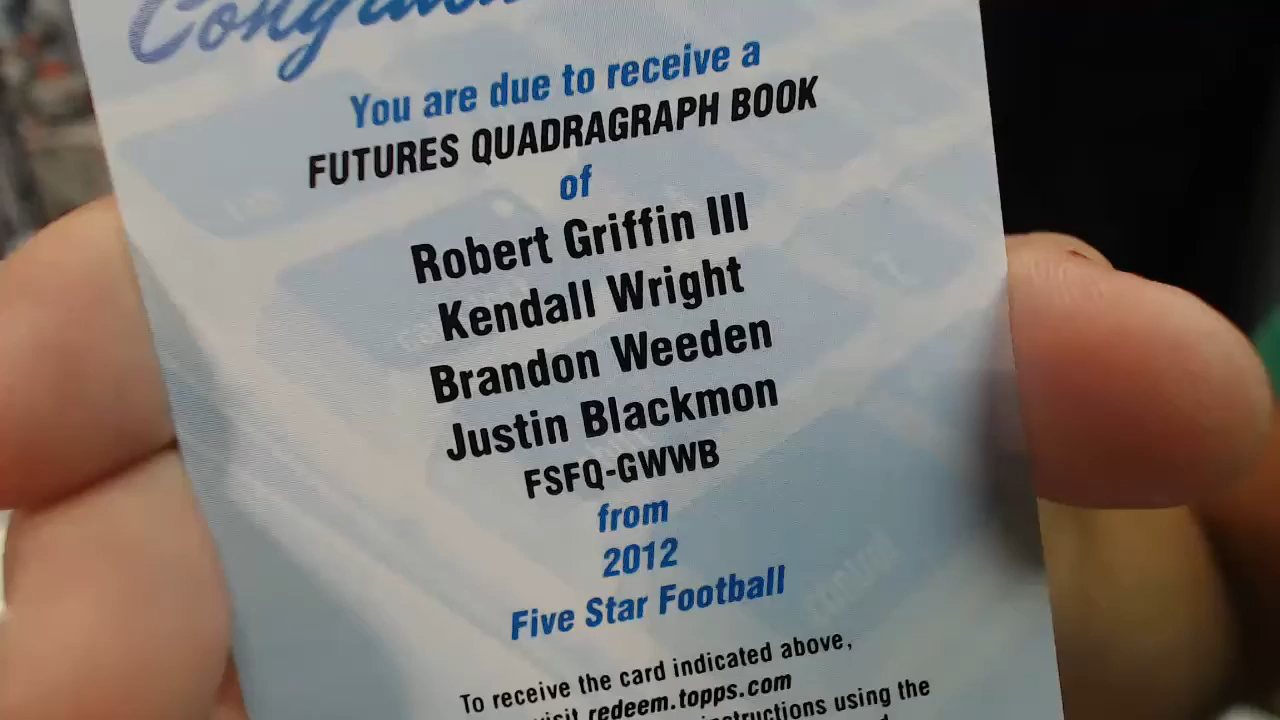 You are due to receive a
FUTURES QUADRAGRAPH BOOK
of
Robert Griffin III
Kendall Wright
Brandon Weeden
Justin Blackmon
FSFQ-GWWB
from
2012
Five Star Football
To receive the card indicated above,
visit redeem.topps.com
instructions using the